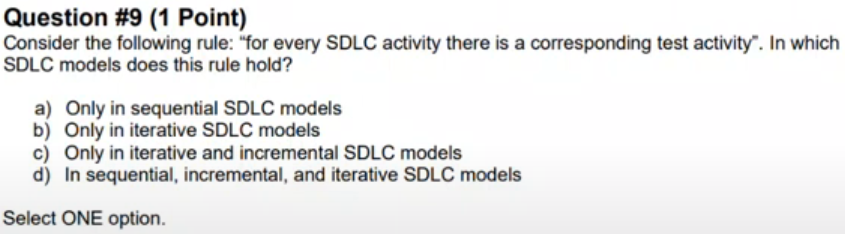 Question #9 (1 Point)
Consider the following rule: “for every SDLC activity there is a corresponding test activity”. In which
SDLC models does this rule hold?
a) Only in sequential SDLC models
b) Only in iterative SDLC models
c) Only in iterative and incremental SDLC models
d) In sequential, incremental, and iterative SDLC models
Select ONE option.